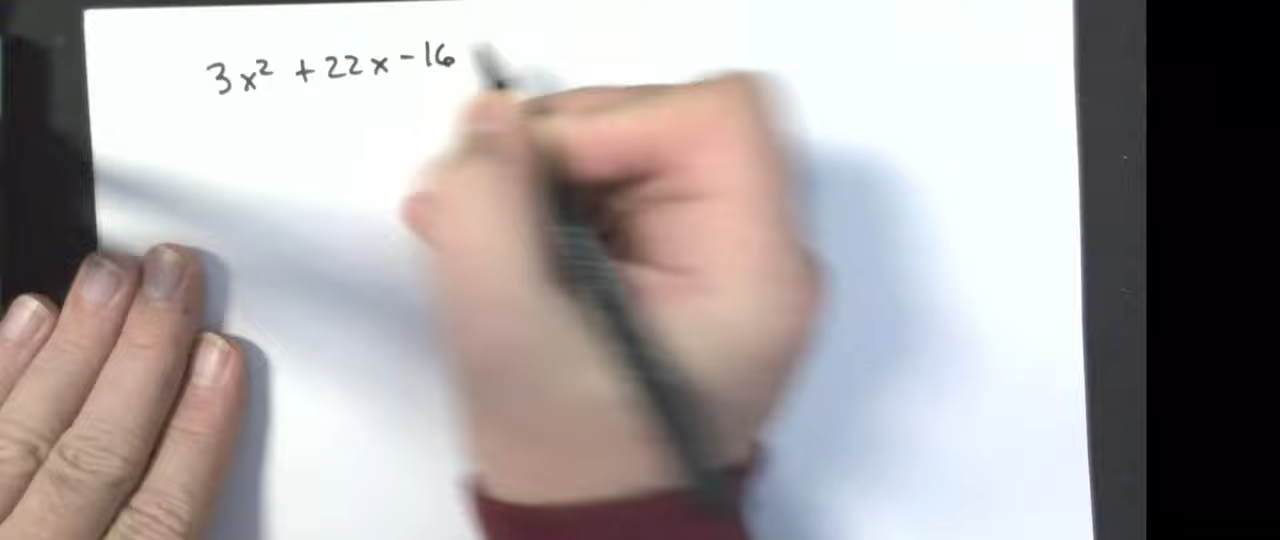 3x² + 22x - 16